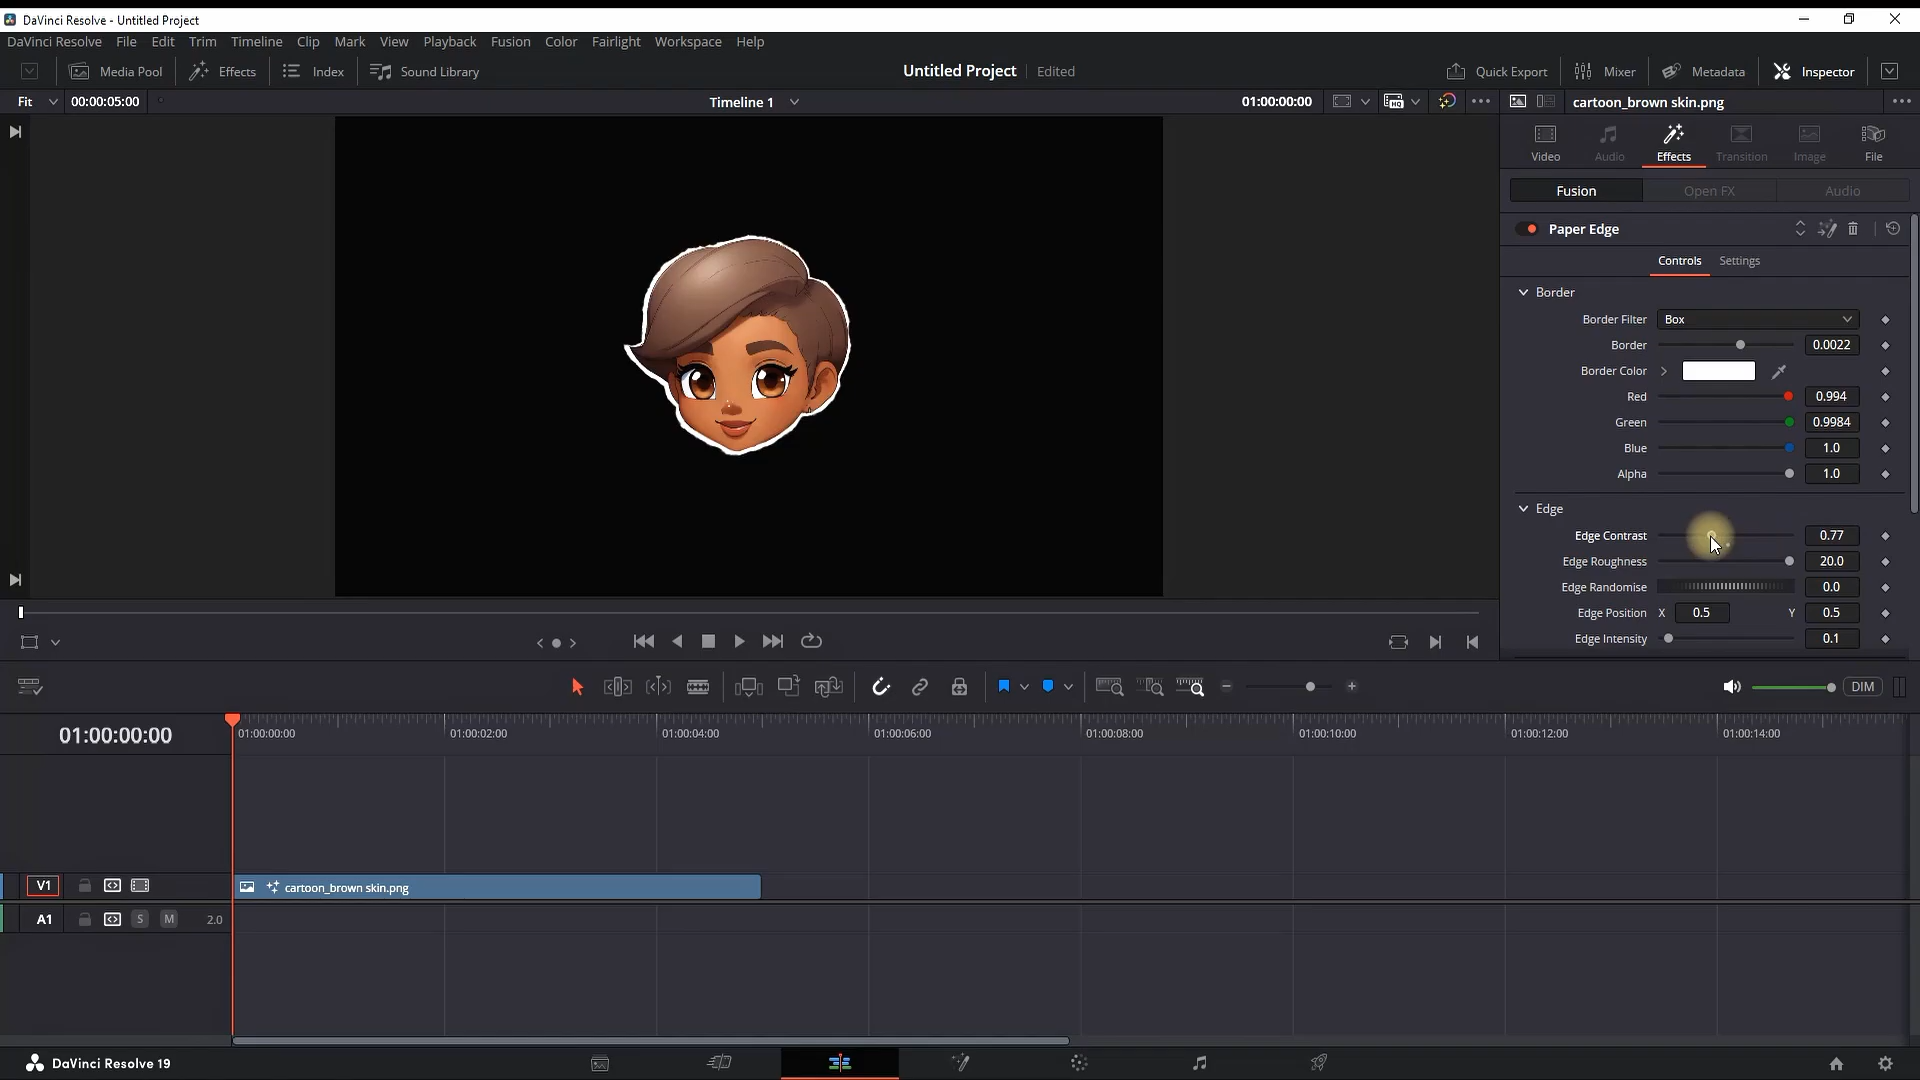 DaVinci Resolve - Untitled Project
DaVinci Resolve File Edit Trim Timeline Clip Mark View Playback Fusion Color Fairlight Workspace Help
Media Pool Effects Index Sound Library Untitled Project Edited Quick Export Mixer Metadata Inspector
Fit 00:00:05:00 Timeline 1 01:00:00:00 cartoon_brown skin.png
Video Audio Effects Transition Image File
Fusion Open FX Audio
Paper Edge
Controls Settings
Border
Border Filter Box
Border 0.0022
Border Color
Red 0.994
Green 0.9984
Blue 1.0
Alpha 1.0
Edge
Edge Contrast 0.77
Edge Roughness 20.0
Edge Randomise 0.0
Edge Position X 0.5 Y 0.5
Edge Intensity 0.1
DIM
01:00:00:00 01:00:00:00 01:00:02:00 01:00:04:00 01:00:06:00 01:00:08:00 01:00:10:00 01:00:12:00 01:00:14:00
V1 cartoon_brown skin.png
A1 S M 2.0
DaVinci Resolve 19